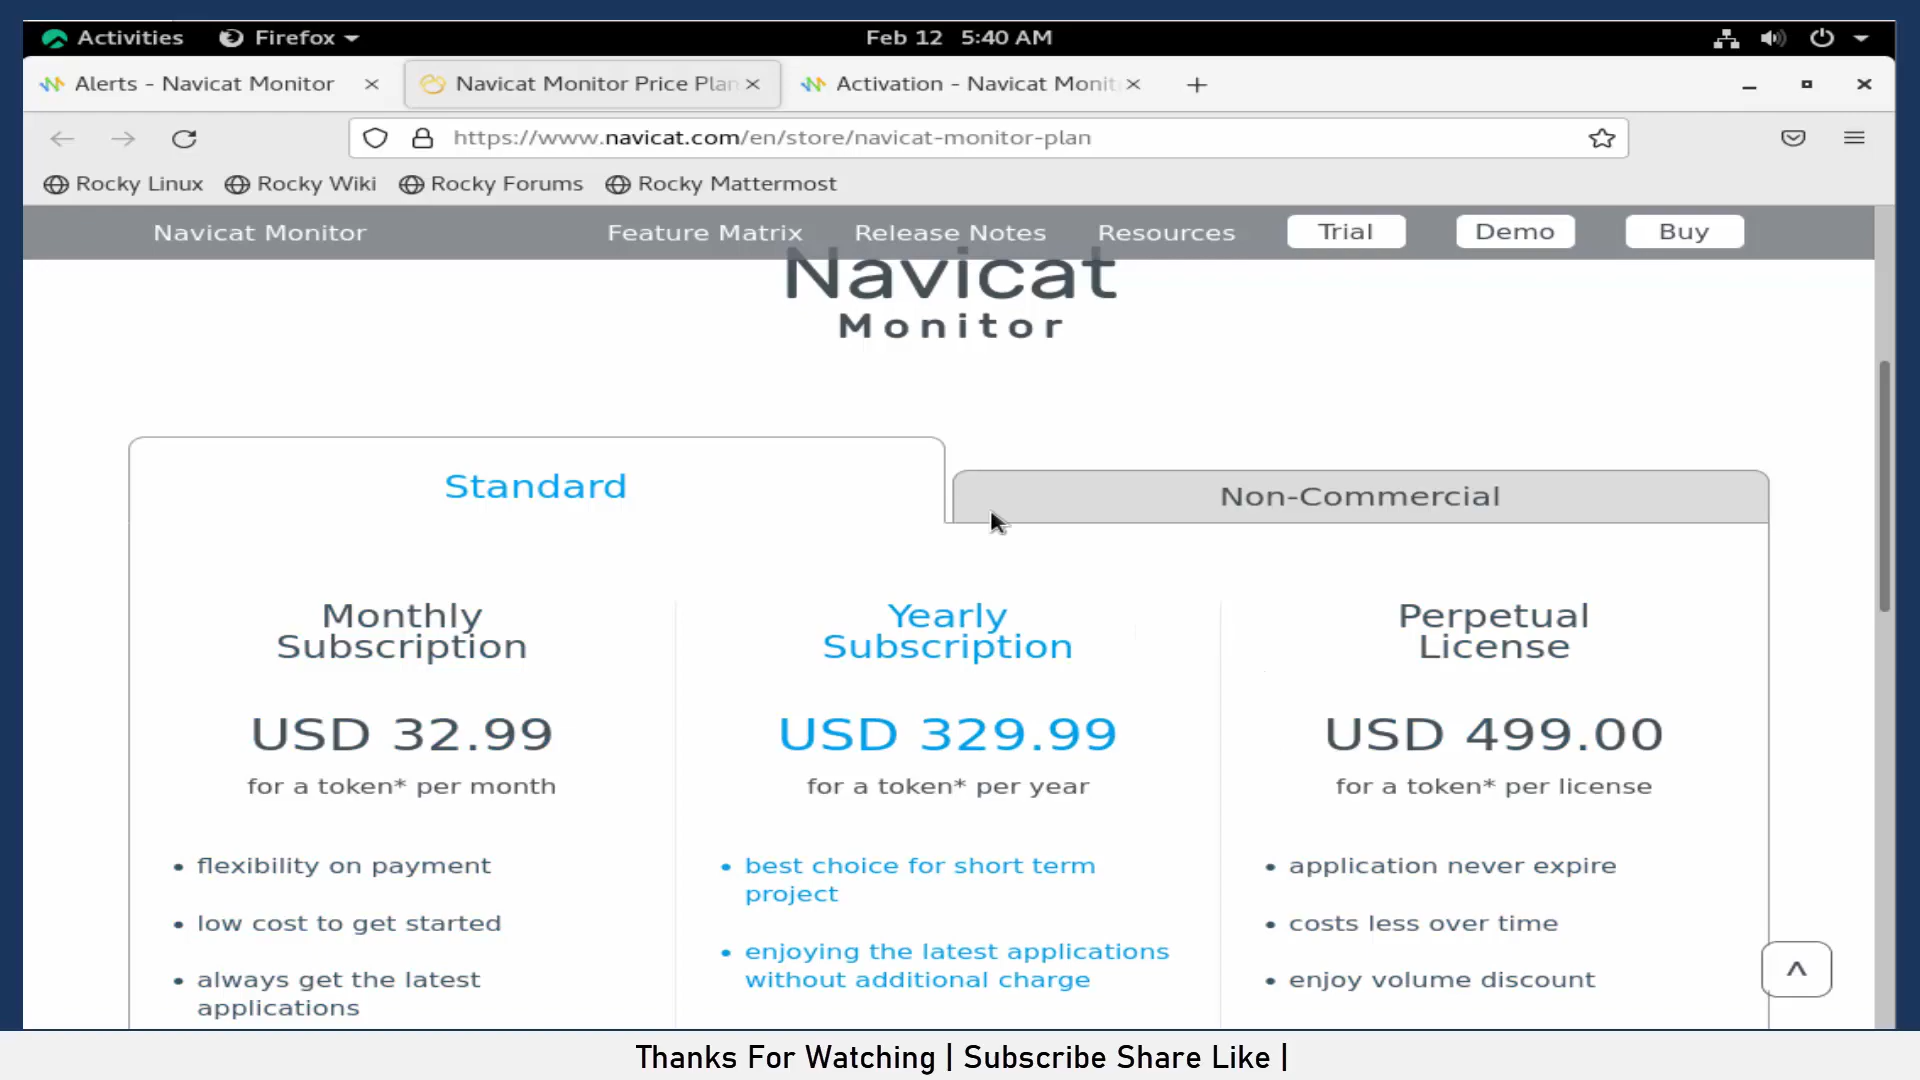 Activities Firefox Feb 12 5:40 AM
Alerts - Navicat Monitor Navicat Monitor Price Plan Activation - Navicat Monit
https://www.navicat.com/en/store/navicat-monitor-plan
Rocky Linux Rocky Wiki Rocky Forums Rocky Mattermost
Navicat Monitor Feature Matrix Release Notes Resources Trial Demo Buy
Navicat
Monitor
Standard
Non-Commercial
Monthly
Subscription
USD 32.99
for a token* per month
• flexibility on payment
• low cost to get started
• always get the latest
applications
Yearly
Subscription
USD 329.99
for a token* per year
• best choice for short term
project
• enjoying the latest applications
without additional charge
Perpetual
License
USD 499.00
for a token* per license
• application never expire
• costs less over time
• enjoy volume discount
Thanks For Watching | Subscribe Share Like |